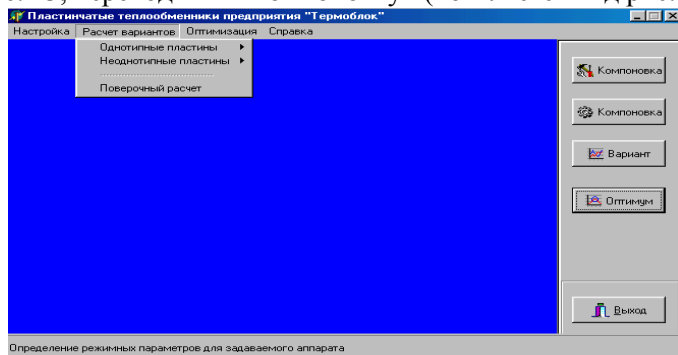 Пластинчатые теплообменники предприятия "Термоблок"
Настройка Расчет вариантов Оптимизация Справка
Однотипные пластины
Неоднотипные пластины
Поверочный расчет
Компоновка
Компоновка
Вариант
Оптимум
Выход
Определение режимных параметров для задаваемого аппарата